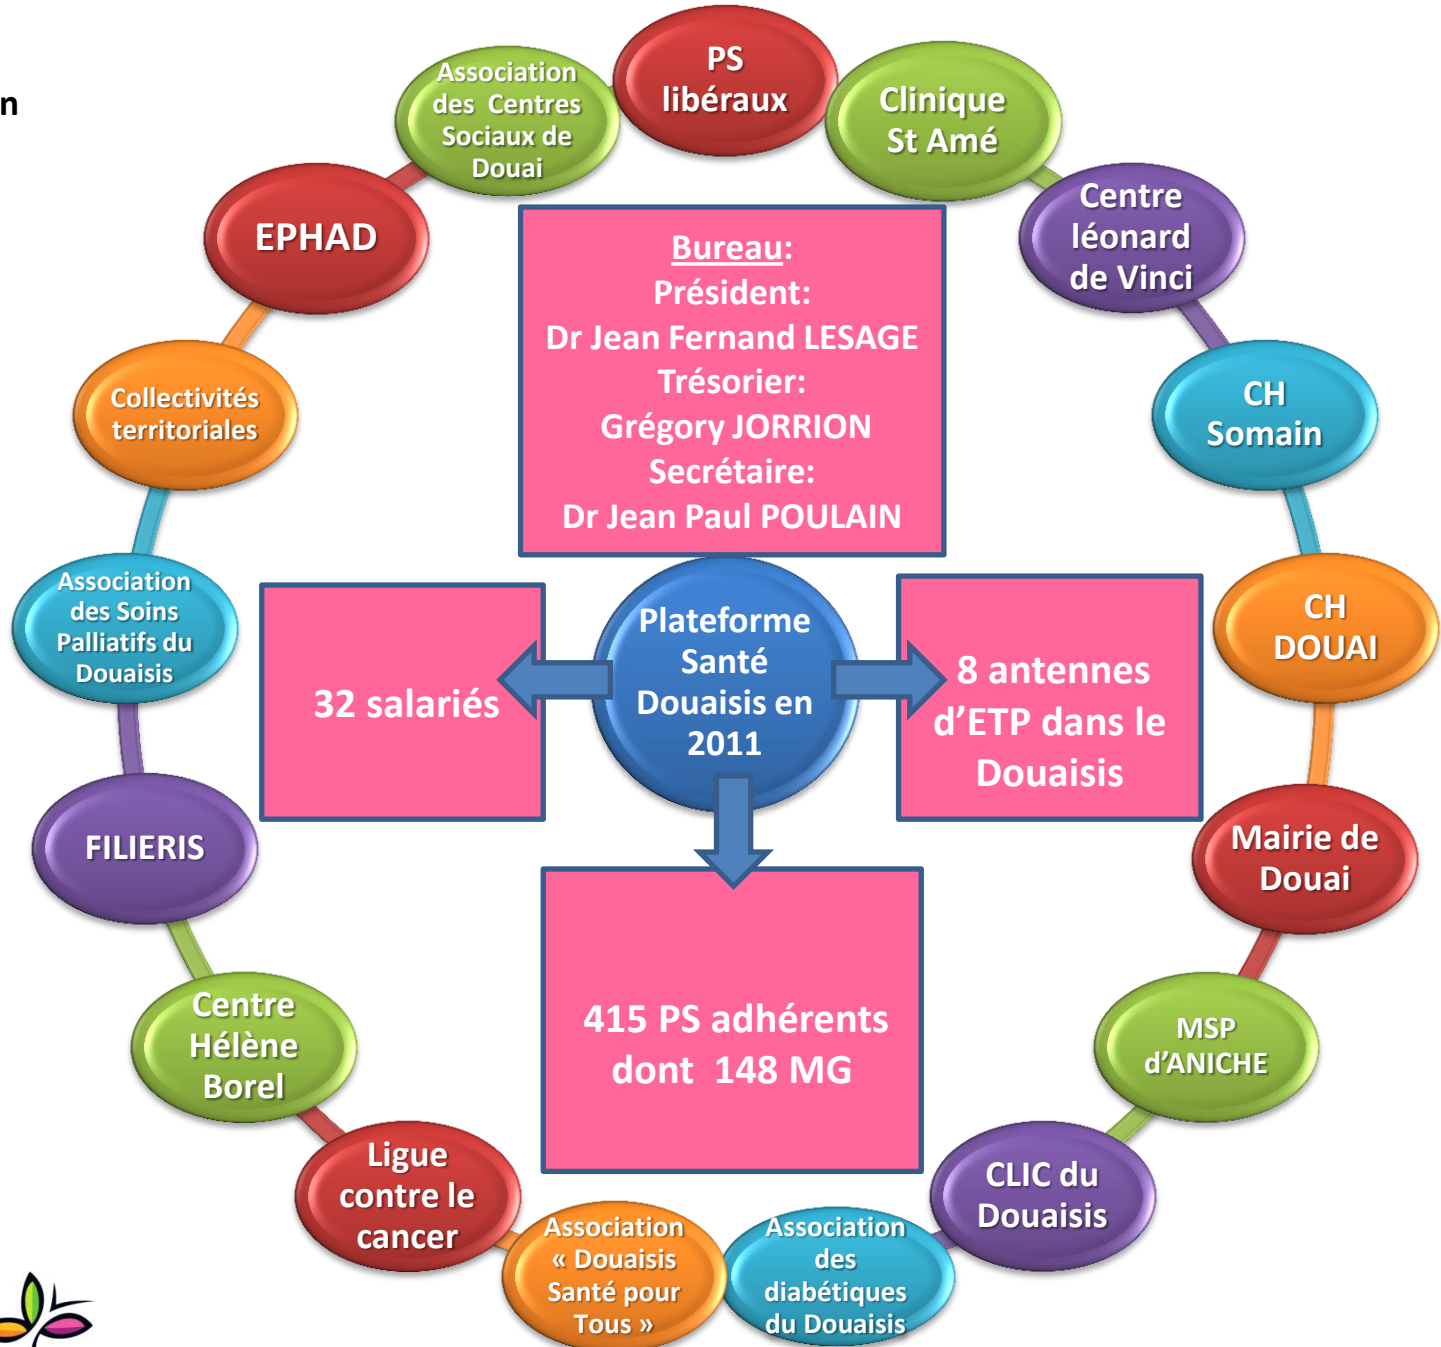 n
PS
libéraux
Clinique
St Amé
Centre
léonard
de Vinci
CH
Somain
CH
DOUAI
Mairie de
Douai
MSP
d'ANICHE
CLIC du
Douaisis
Association
des
diabétiques
du Douaisis
Association
« Douaisis
Santé pour
Tous »
Ligue
contre le
cancer
Centre
Hélène
Borel
FILIERIS
Association
des Soins
Palliatifs du
Douaisis
Collectivités
territoriales
EPHAD
Association
des Centres
Sociaux de
Douai
Bureau:
Président:
Dr Jean Fernand LESAGE
Trésorier:
Grégory JORRION
Secrétaire:
Dr Jean Paul POULAIN
Plateforme
Santé
Douaisis en
2011
32 salariés
8 antennes
d’ETP dans le
Douaisis
415 PS adhérents
dont 148 MG